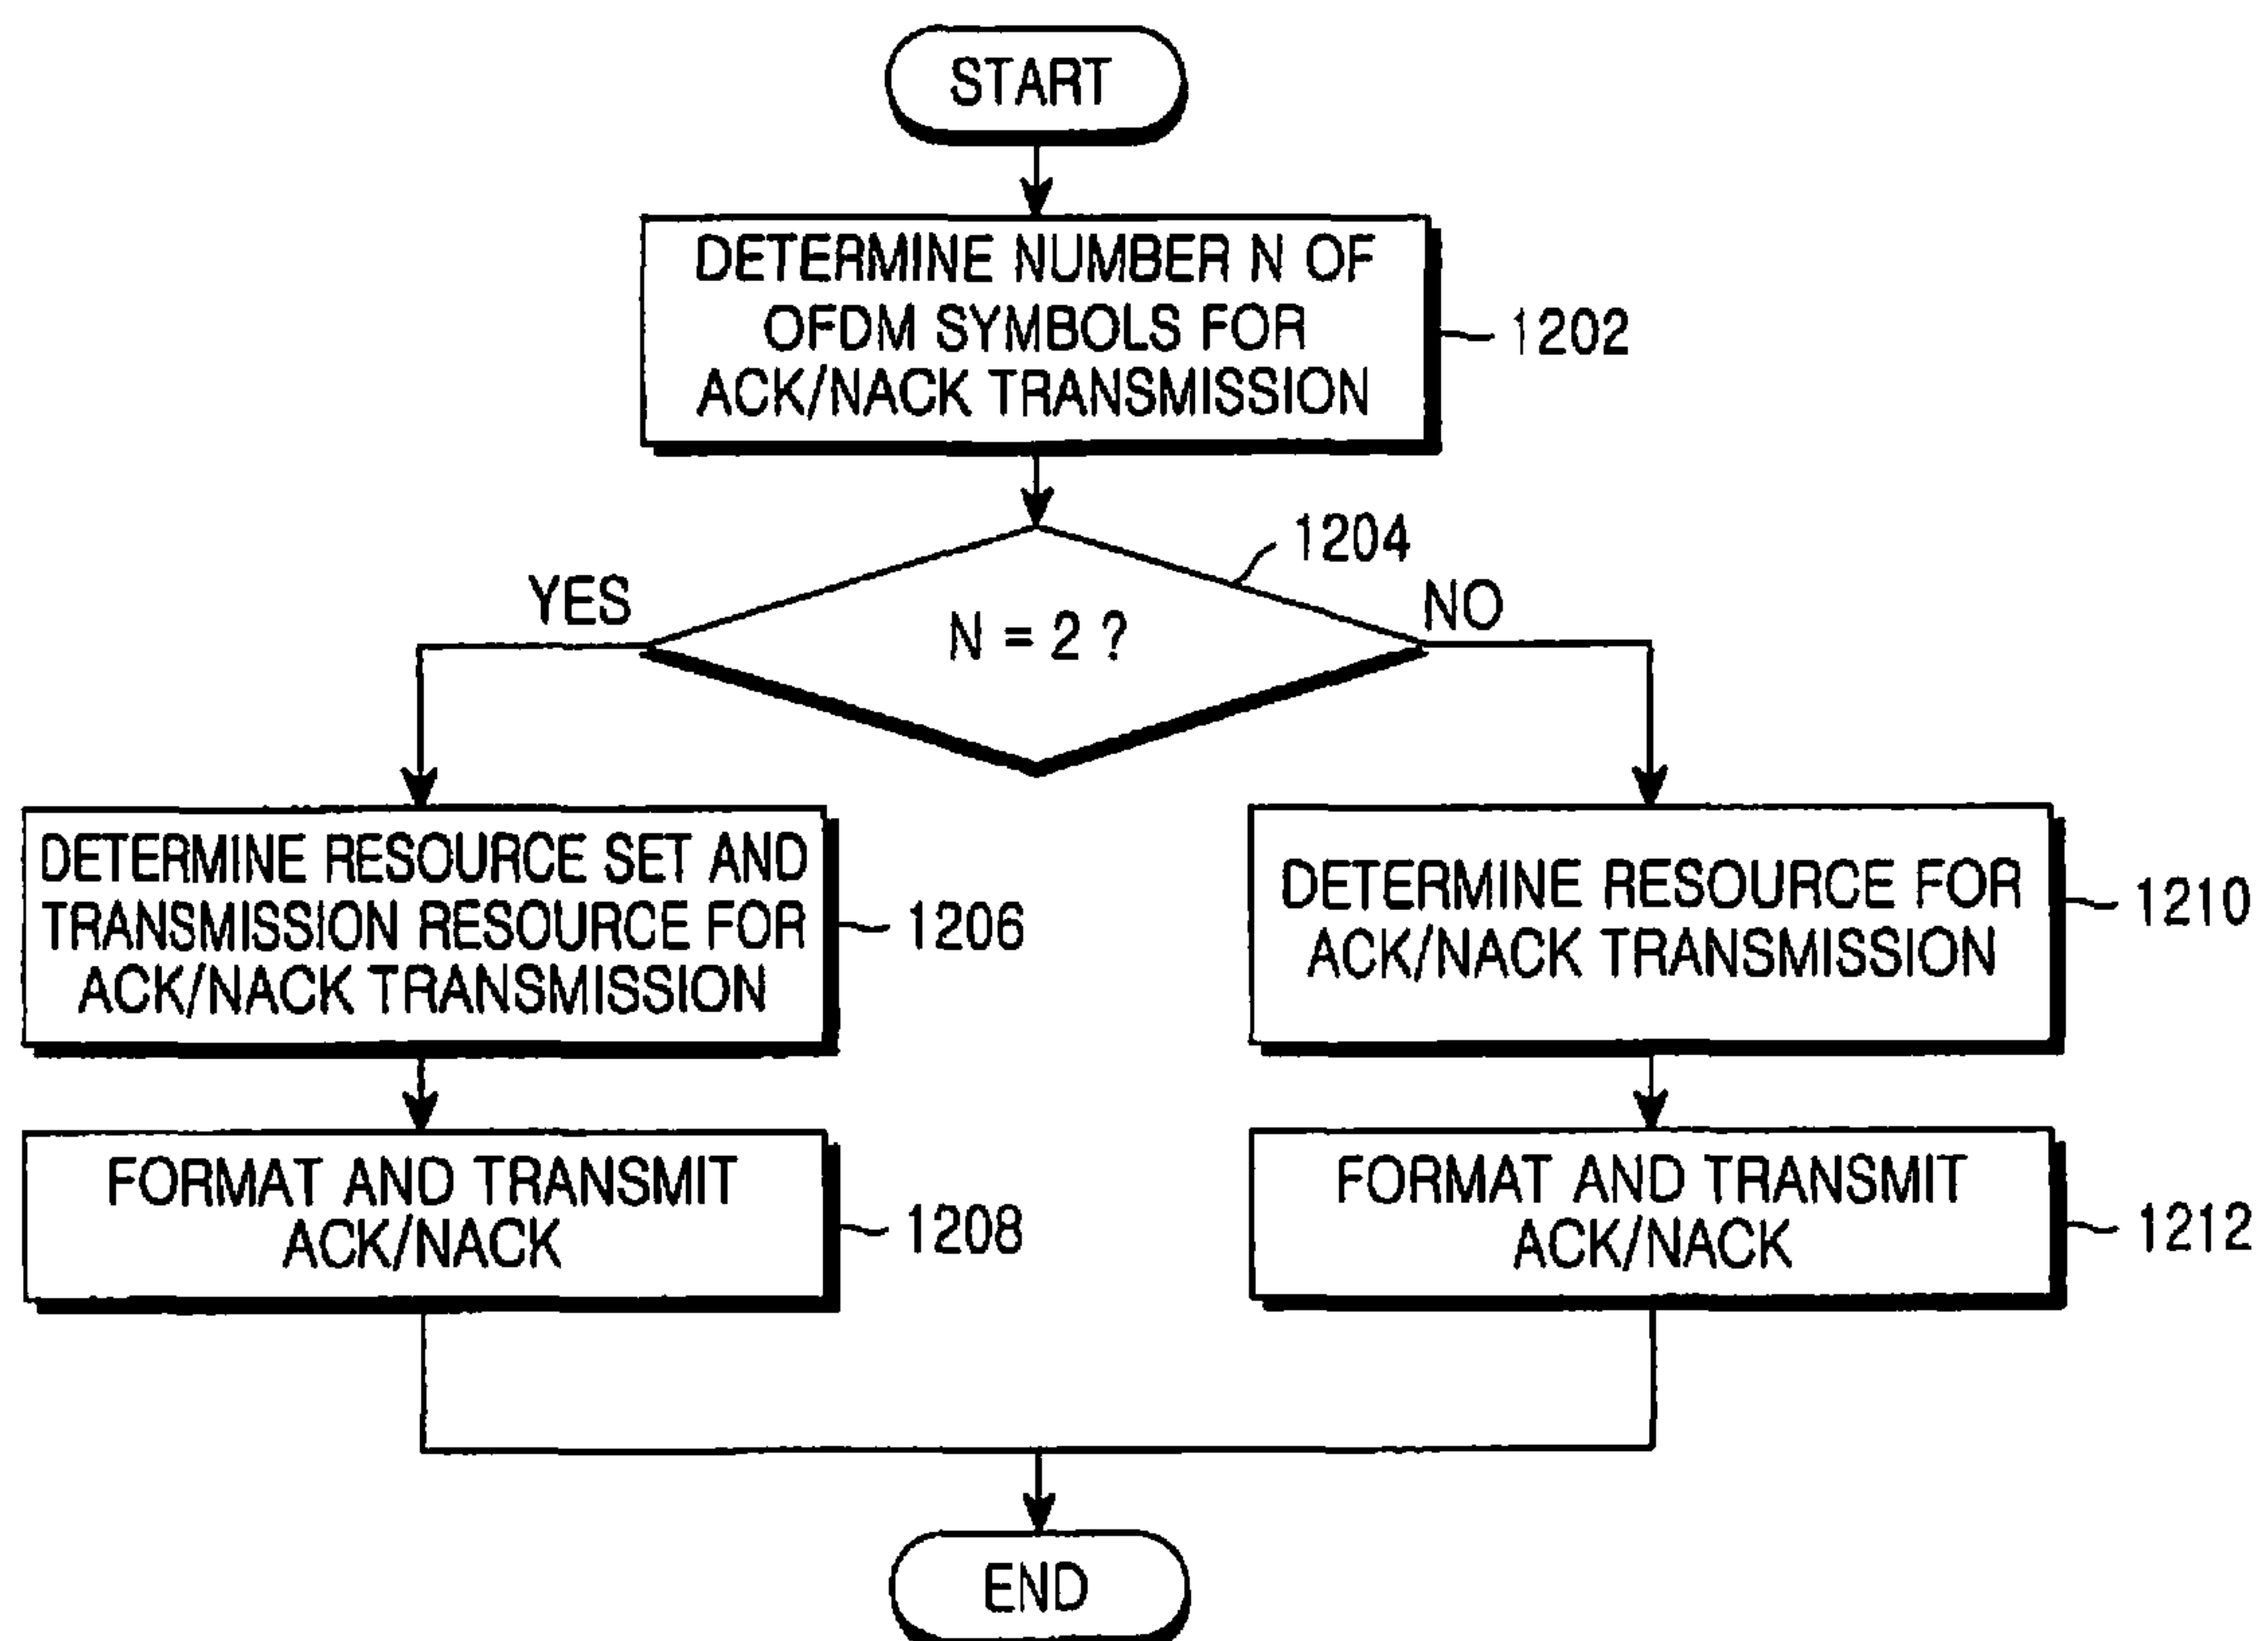 START
DETERMINE NUMBER N OF
OFDM SYMBOLS FOR
ACK/NACK TRANSMISSION
1202
1204
YES
N = 2 ?
NO
DETERMINE RESOURCE SET AND
TRANSMISSION RESOURCE FOR
ACK/NACK TRANSMISSION
1206
DETERMINE RESOURCE FOR
ACK/NACK TRANSMISSION
1210
FORMAT AND TRANSMIT
ACK/NACK
1208
FORMAT AND TRANSMIT
ACK/NACK
1212
END